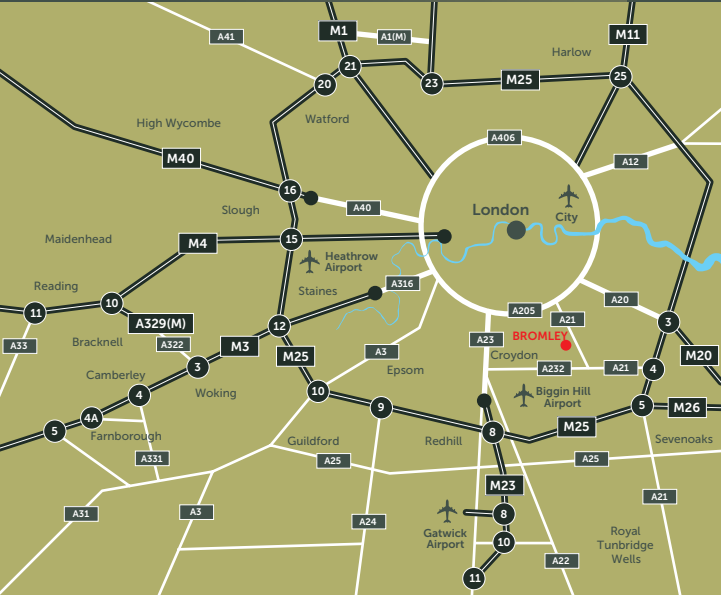 M1
A1(M)
A41
M11
Harlow
21
20
23
M25
25
High Wycombe
Watford
A406
M40
A12
16
London
City
Slough
A40
Maidenhead
M4
15
Heathrow
Airport
Reading
10
Staines
A316
11
A329(M)
12
A20
A205
A21
3
A33
Bracknell
A322
M3
M25
A3
A23
BROMLEY
Croydon
M20
3
Camberley
Epsom
A232
A21
4
4
Woking
10
9
Biggin Hill
Airport
5
M26
4A
5
Farnborough
Guildford
Redhill
8
M25
Sevenoaks
A331
A25
A25
M23
A21
A31
A3
A24
Gatwick
Airport
8
10
Royal
Tunbridge
Wells
A22
11